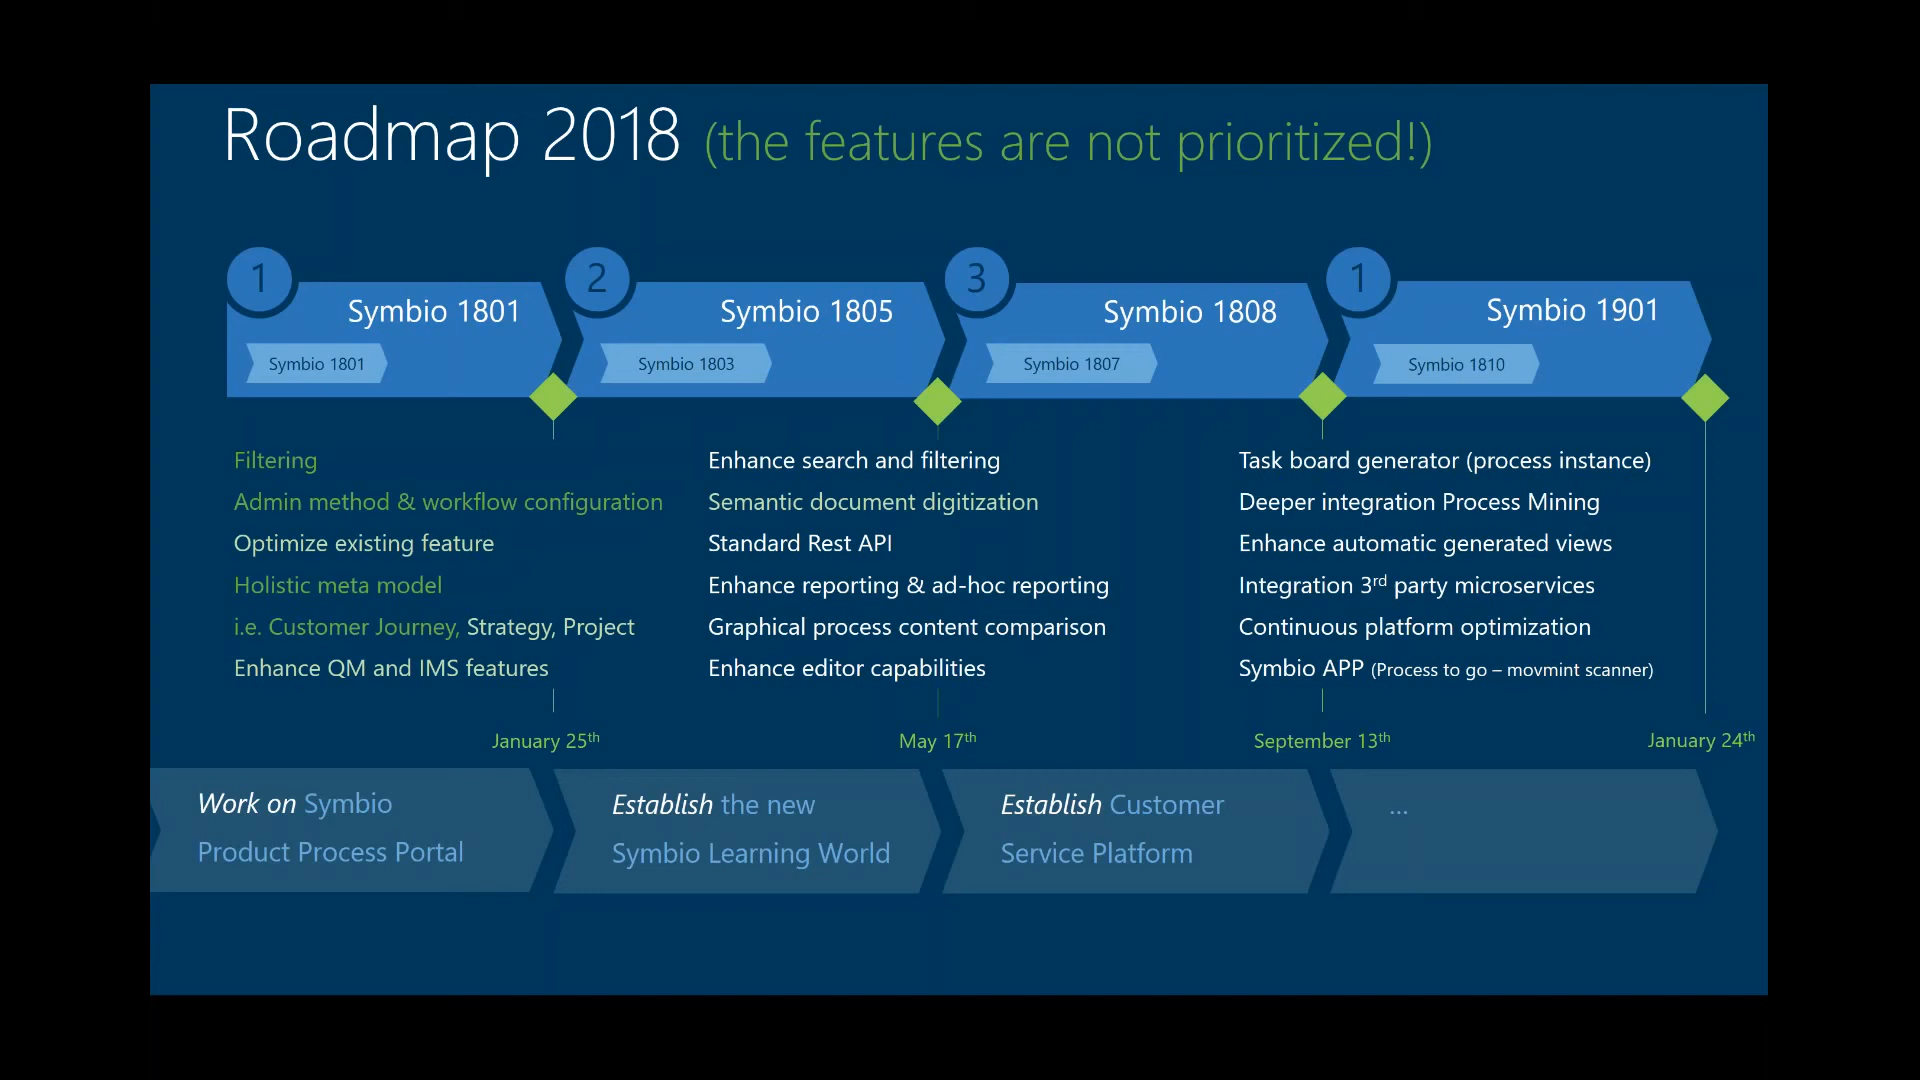 Roadmap 2018 (the features are not prioritized!)
1
2
3
1
Symbio 1801
Symbio 1805
Symbio 1808
Symbio 1901
Symbio 1801
Symbio 1803
Symbio 1807
Symbio 1810
Filtering
Admin method & workflow configuration
Optimize existing feature
Holistic meta model
i.e. Customer Journey, Strategy, Project
Enhance QM and IMS features
Enhance search and filtering
Semantic document digitization
Standard Rest API
Enhance reporting & ad-hoc reporting
Graphical process content comparison
Enhance editor capabilities
Task board generator (process instance)
Deeper integration Process Mining
Enhance automatic generated views
Integration 3rd party microservices
Continuous platform optimization
Symbio APP (Process to go – movmint scanner)
January 25th
May 17th
September 13th
January 24th
Work on Symbio
Product Process Portal
Establish the new
Symbio Learning World
Establish Customer
Service Platform
...